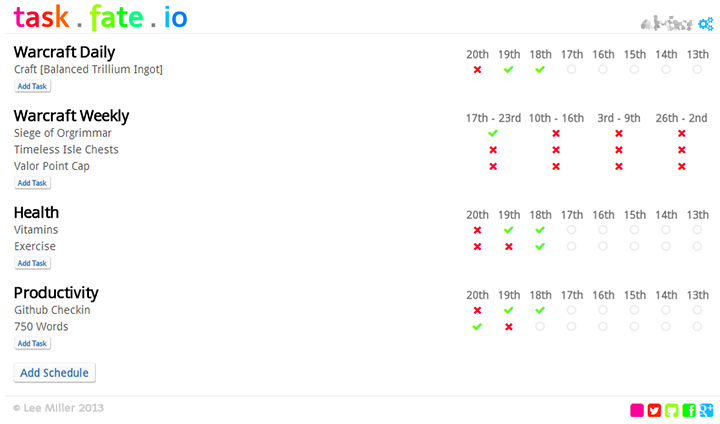 task . fate . io
Warcraft Daily 20th 19th 18th 17th 16th 15th 14th 13th
Craft [Balanced Trillium Ingot]
Add Task
Warcraft Weekly 17th - 23rd 10th - 16th 3rd - 9th 26th - 2nd
Siege of Orgrimmar
Timeless Isle Chests
Valor Point Cap
Add Task
Health 20th 19th 18th 17th 16th 15th 14th 13th
Vitamins
Exercise
Add Task
Productivity 20th 19th 18th 17th 16th 15th 14th 13th
Github Checkin
750 Words
Add Task
Add Schedule
© Lee Miller 2013